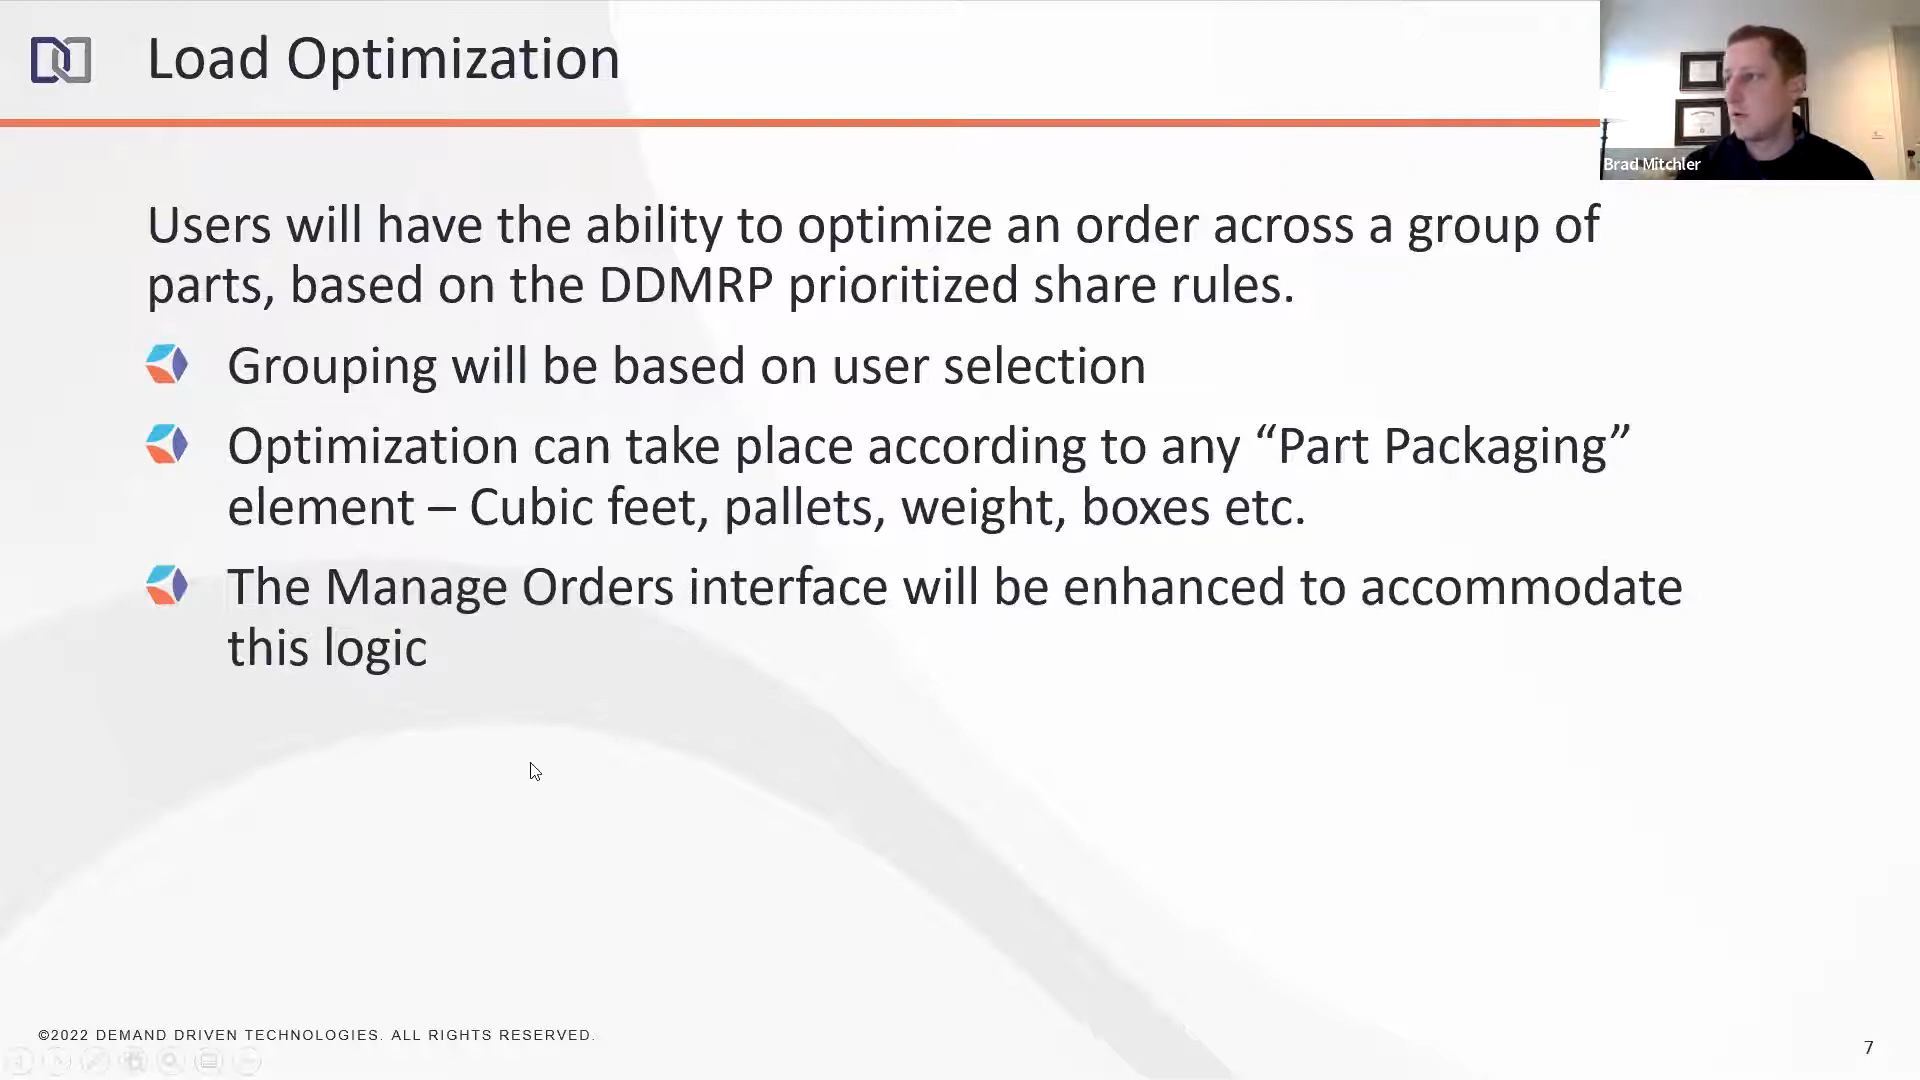 Load Optimization
Brad Mitchler
Users will have the ability to optimize an order across a group of
parts, based on the DDMRP prioritized share rules.
Grouping will be based on user selection
Optimization can take place according to any “Part Packaging”
element – Cubic feet, pallets, weight, boxes etc.
The Manage Orders interface will be enhanced to accommodate
this logic
©2022 DEMAND DRIVEN TECHNOLOGIES. ALL RIGHTS RESERVED.
7